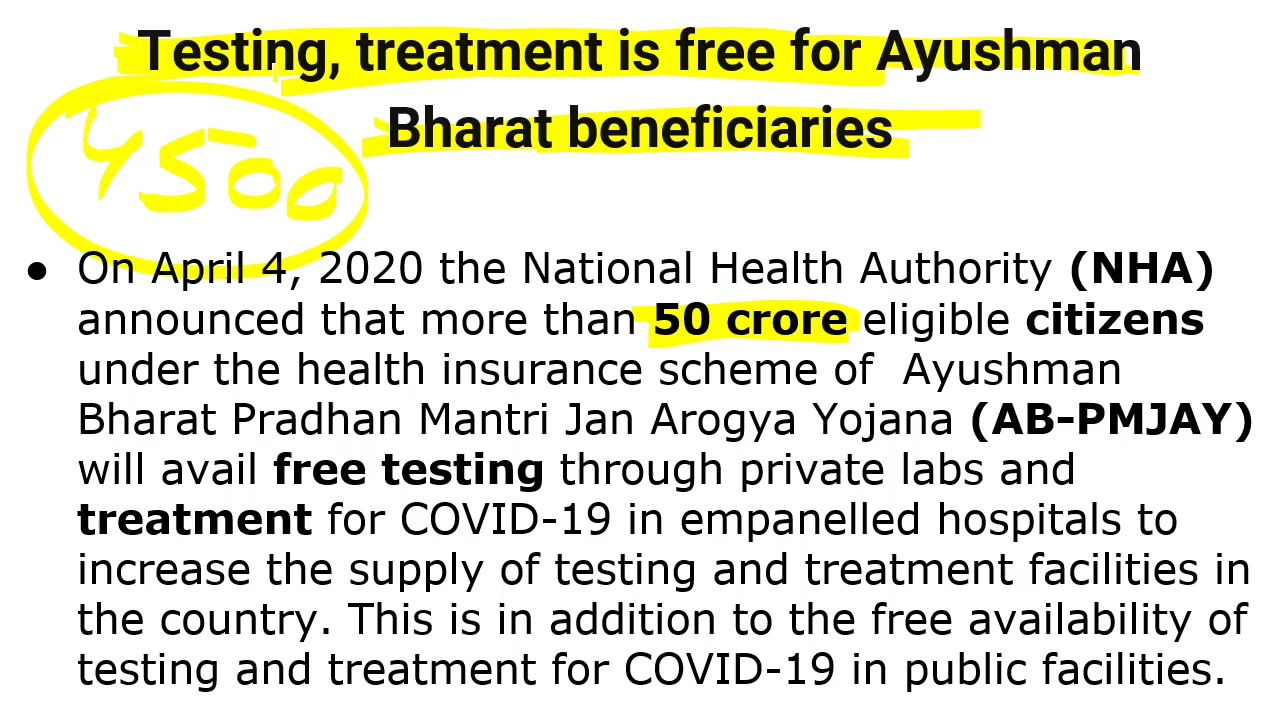 Testing, treatment is free for Ayushman
Bharat beneficiaries
4500
● On April 4, 2020 the National Health Authority (NHA)
announced that more than 50 crore eligible citizens
under the health insurance scheme of  Ayushman
Bharat Pradhan Mantri Jan Arogya Yojana (AB-PMJAY)
will avail free testing through private labs and
treatment for COVID-19 in empanelled hospitals to
increase the supply of testing and treatment facilities in
the country. This is in addition to the free availability of
testing and treatment for COVID-19 in public facilities.